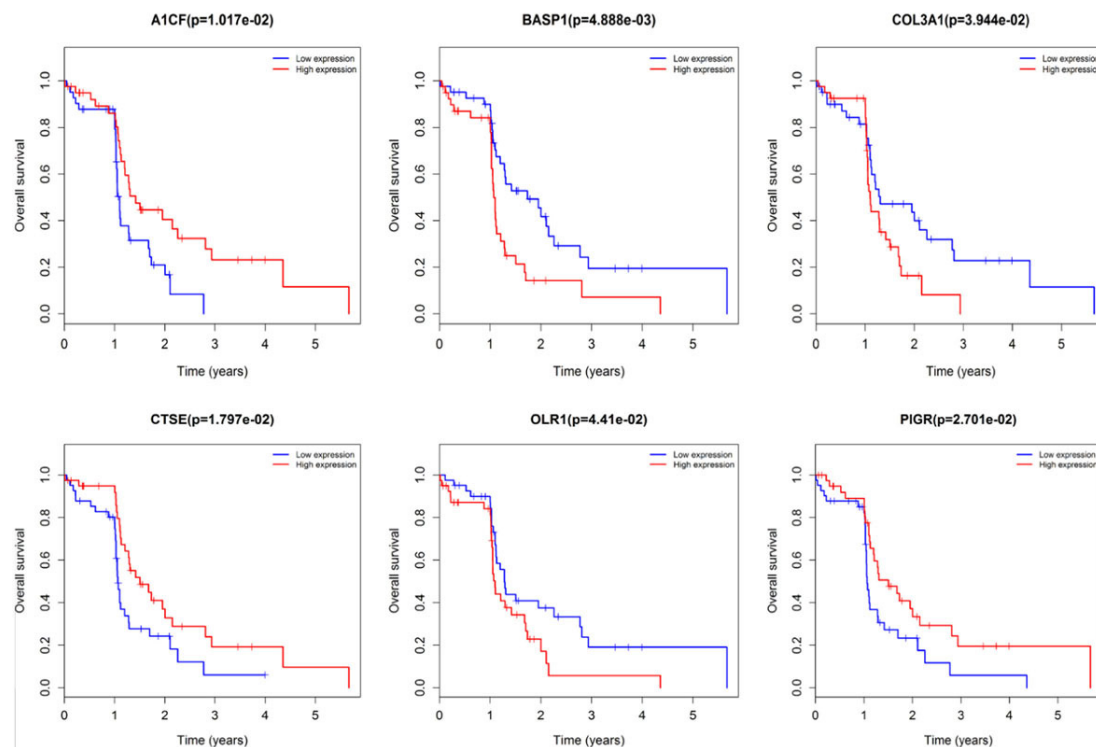 A1CF(p=1.017e-02)
Low expression
High expression
Overall survival
1.0
0.8
0.6
0.4
0.2
0.0
0 1 2 3 4 5
Time (years)
BASP1(p=4.888e-03)
Low expression
High expression
Overall survival
1.0
0.8
0.6
0.4
0.2
0.0
0 1 2 3 4 5
Time (years)
COL3A1(p=3.944e-02)
Low expression
High expression
Overall survival
1.0
0.8
0.6
0.4
0.2
0.0
0 1 2 3 4 5
Time (years)
CTSE(p=1.797e-02)
Low expression
High expression
Overall survival
1.0
0.8
0.6
0.4
0.2
0.0
0 1 2 3 4 5
Time (years)
OLR1(p=4.41e-02)
Low expression
High expression
Overall survival
1.0
0.8
0.6
0.4
0.2
0.0
0 1 2 3 4 5
Time (years)
PIGR(p=2.701e-02)
Low expression
High expression
Overall survival
1.0
0.8
0.6
0.4
0.2
0.0
0 1 2 3 4 5
Time (years)